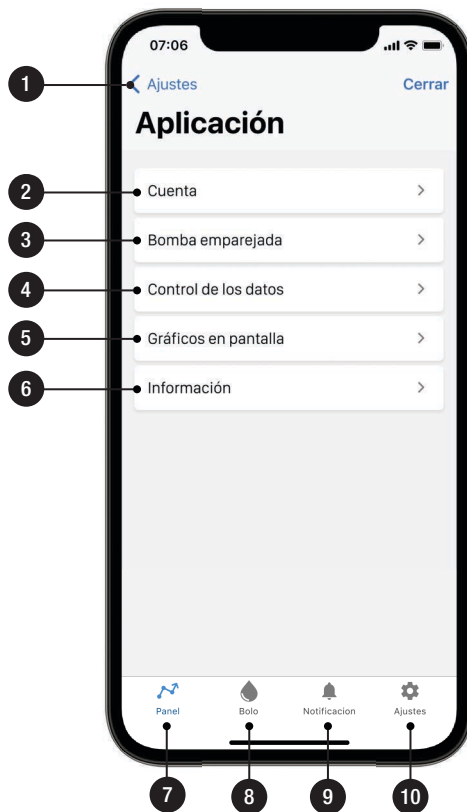 07:06
1
Ajustes
Cerrar
Aplicación
2
Cuenta
3
Bomba emparejada
4
Control de los datos
5
Gráficos en pantalla
6
Información
Panel
Bolo
Notificacion
Ajustes
7
8
9
10